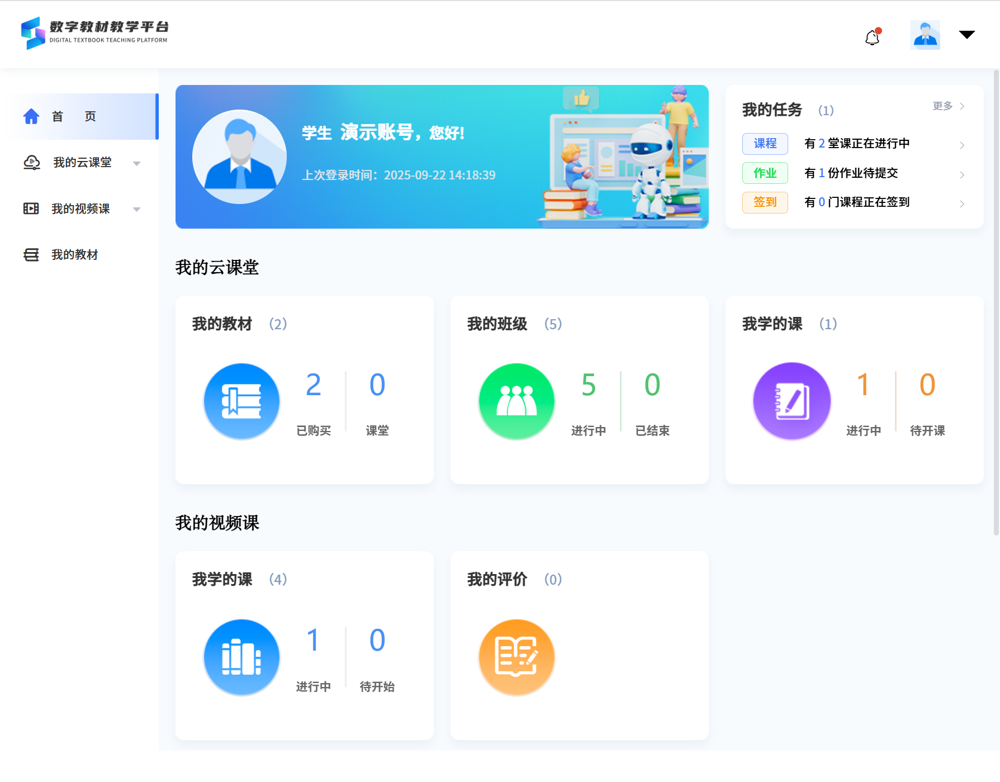 数字教材教学平台
DIGITAL TEXTBOOK TEACHING PLATFORM
首 页
我的云课堂
我的视频课
我的教材
学生 演示账号，您好!
上次登录时间：2025-09-22 14:18:39
我的任务 （1） 更多
课程 有 2 堂课正在进行中
作业 有 1 份作业待提交
签到 有 0 门课程正在签到
我的云课堂
我的教材 （2）
2 0
已购买 课堂
我的班级 （5）
5 0
进行中 已结束
我学的课 （1）
1 0
进行中 待开课
我的视频课
我学的课 （4）
1 0
进行中 待开始
我的评价 （0）